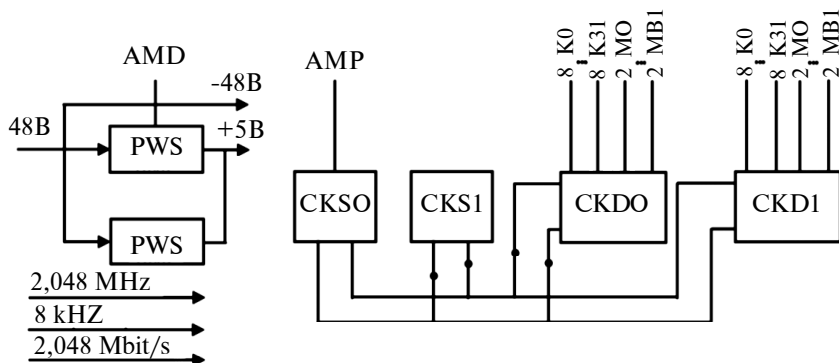 AMD
-48B
48B
+5B
PWS
PWS
2,048 MHz
8 kHZ
2,048 Mbit/s
AMP
CKSO
CKS1
8 K0
8 K31
2 MO
2 MB1
CKDO
8 K0
8 K31
2 MO
2 MB1
CKD1